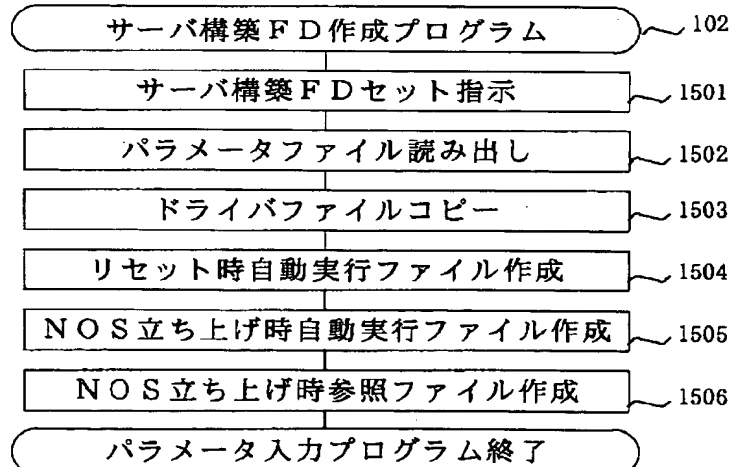 サーバ構築ＦＤ作成プログラム 102
サーバ構築ＦＤセット指示 1501
パラメータファイル読み出し 1502
ドライバファイルコピー 1503
リセット時自動実行ファイル作成 1504
ＮＯＳ立ち上げ時自動実行ファイル作成 1505
ＮＯＳ立ち上げ時参照ファイル作成 1506
パラメータ入力プログラム終了